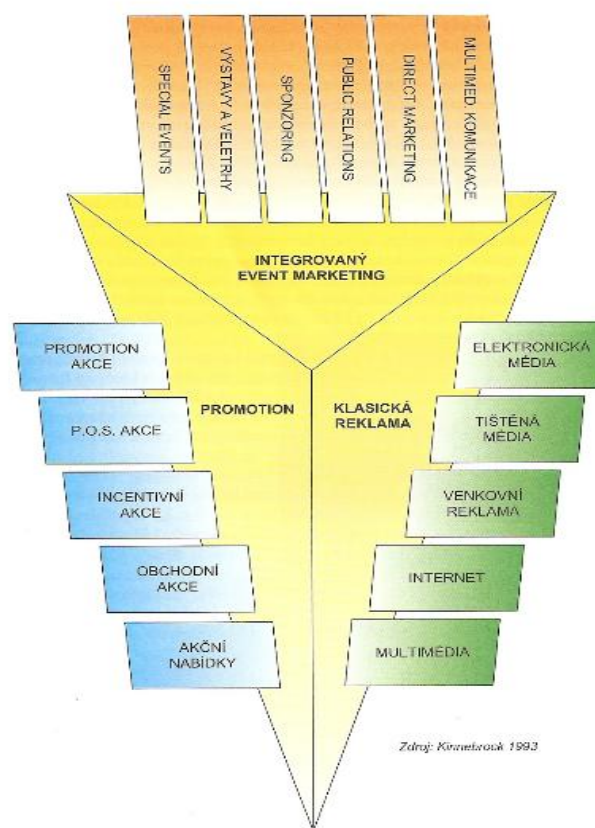 SPECIAL EVENTS
VÝSTAVY A VELETRHY
SPONZORING
PUBLIC RELATIONS
DIRECT MARKETING
MULTIMED. KOMUNIKACE
INTEGROVANÝ
EVENT MARKETING
PROMOTION
AKCE
P.O.S. AKCE
INCENTIVNÍ
AKCE
OBCHODNÍ
AKCE
AKČNÍ
NABÍDKY
PROMOTION
KLASICKÁ
REKLAMA
ELEKTRONICKÁ
MÉDIA
TIŠTĚNÁ
MÉDIA
VENKOVNÍ
REKLAMA
INTERNET
MULTIMÉDIA
Zdroj: Kinnebrock 1993